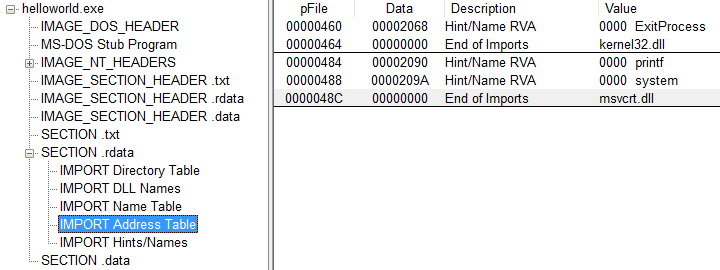 helloworld.exe
IMAGE_DOS_HEADER
MS-DOS Stub Program
IMAGE_NT_HEADERS
IMAGE_SECTION_HEADER .txt
IMAGE_SECTION_HEADER .rdata
IMAGE_SECTION_HEADER .data
SECTION .txt
SECTION .rdata
IMPORT Directory Table
IMPORT DLL Names
IMPORT Name Table
IMPORT Address Table
IMPORT Hints/Names
SECTION .data
pFile Data Description Value
00000460 00002068 Hint/Name RVA 0000 ExitProcess
00000464 00000000 End of Imports kernel32.dll
00000484 00002090 Hint/Name RVA 0000 printf
00000488 0000209A Hint/Name RVA 0000 system
0000048C 00000000 End of Imports msvcrt.dll